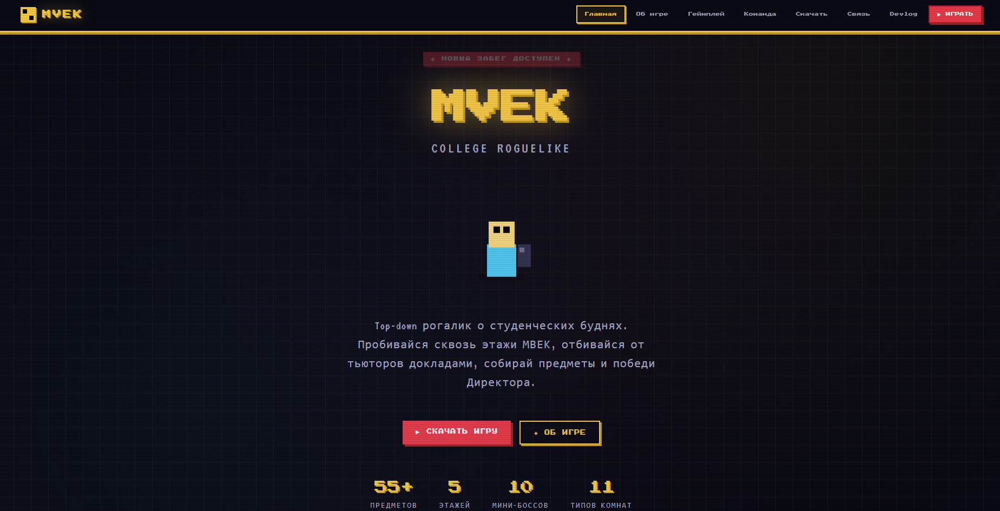 MVEK
Главная Об игре Геймплей Команда Скачать Связь Devlog ▶ ИГРАТЬ
◆ НОВЫЙ ЗАБЕГ ДОСТУПЕН ◆
MVEK
COLLEGE ROGUELIKE
Top-down рогалик о студенческих буднях.
Пробивайся сквозь этажи МВЕК, отбивайся от
тьюторов докладами, собирай предметы и победи
Директора.
▶ СКАЧАТЬ ИГРУ
✦ ОБ ИГРЕ
55+ 5 10 11
ПРЕДМЕТОВ ЭТАЖЕЙ МИНИ-БОССОВ ТИПОВ КОМНАТ